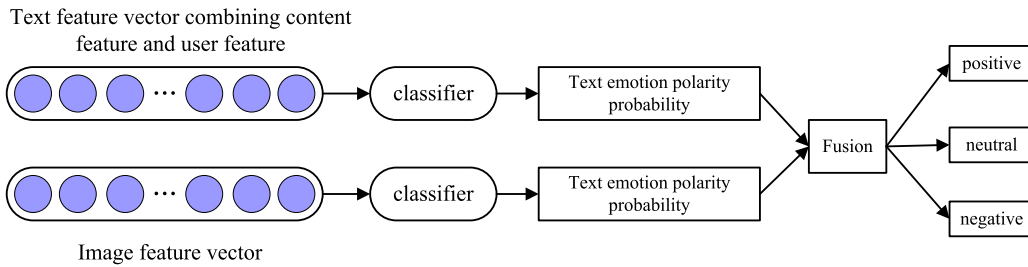 Text feature vector combining content
feature and user feature
classifier
Text emotion polarity
probability
positive
Fusion
neutral
classifier
Text emotion polarity
probability
negative
Image feature vector